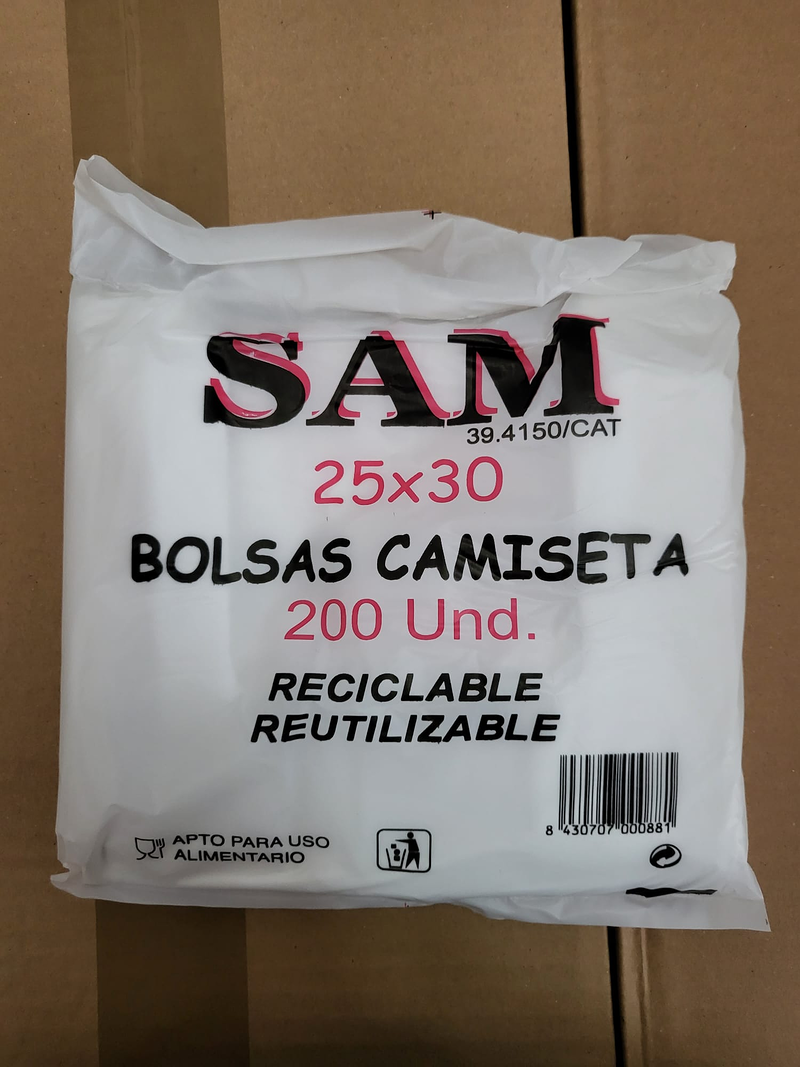 SAM
39.4150/CAT
25x30
BOLSAS CAMISETA
200 Und.
RECICLABLE
REUTILIZABLE
8 430707 000881
APTO PARA USO
ALIMENTARIO